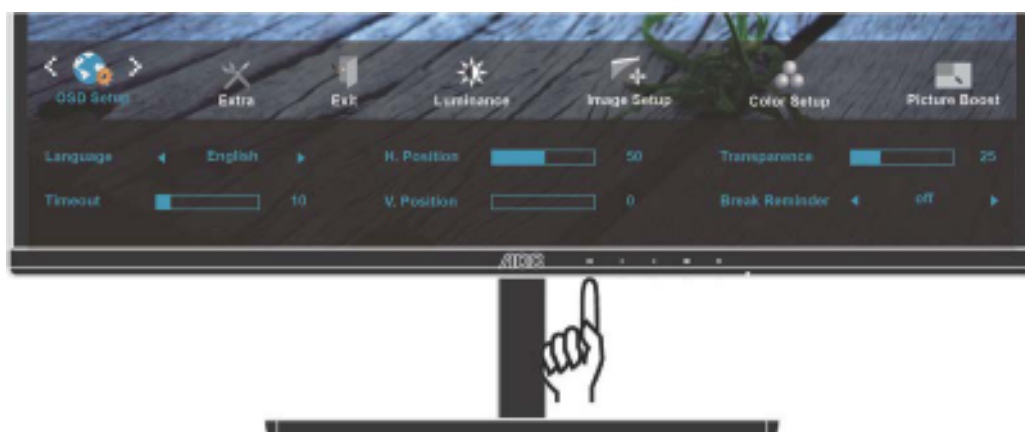 OSD Setup Extra Exit Luminance Image Setup Color Setup Picture Boost
Language English H. Position 50 Transparence 25
Timeout 10 V. Position 0 Break Reminder off
AOC